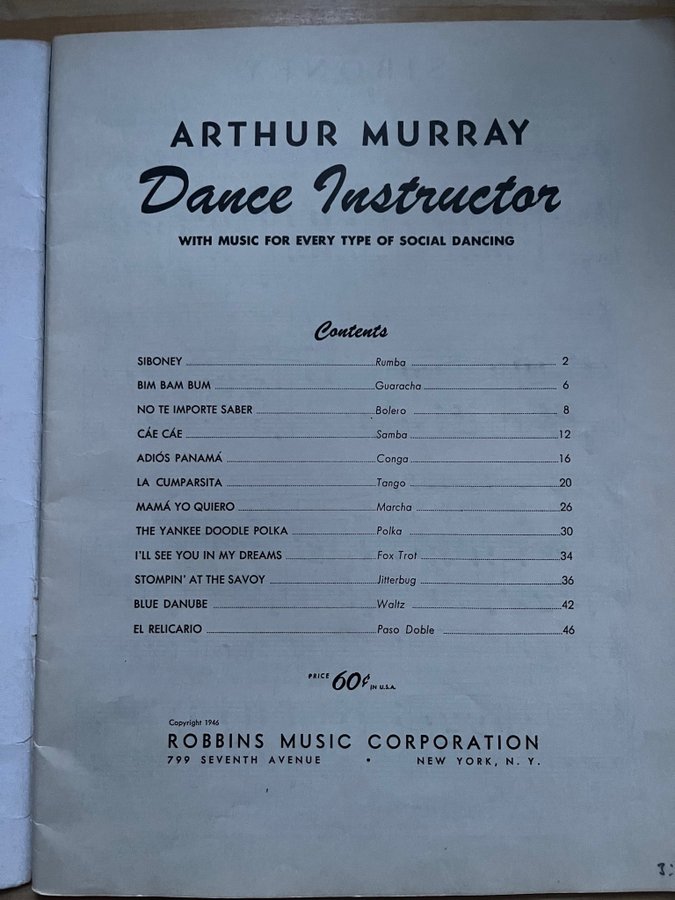 ARTHUR MURRAY
Dance Instructor
WITH MUSIC FOR EVERY TYPE OF SOCIAL DANCING
Contents
SIBONEY Rumba 2
BIM BAM BUM Guaracha 6
NO TE IMPORTE SABER Bolero 8
CÁE CÁE Samba 12
ADIÓS PANAMÁ Conga 16
LA CUMPARSITA Tango 20
MAMÁ YO QUIERO Marcha 26
THE YANKEE DOODLE POLKA Polka 30
I'LL SEE YOU IN MY DREAMS Fox Trot 34
STOMPIN' AT THE SAVOY Jitterbug 36
BLUE DANUBE Waltz 42
EL RELICARIO Paso Doble 46
PRICE 60¢ IN U.S.A.
Copyright 1946
ROBBINS MUSIC CORPORATION
799 SEVENTH AVENUE • NEW YORK, N. Y.